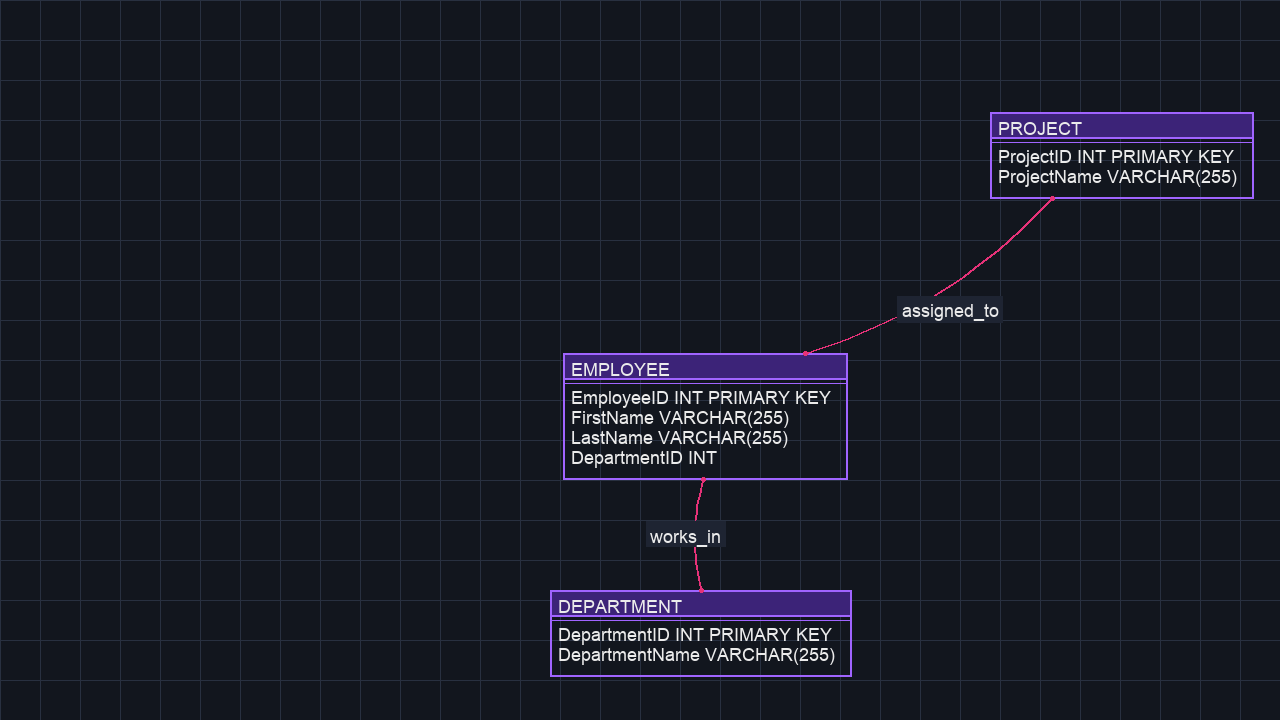 PROJECT
ProjectID INT PRIMARY KEY
ProjectName VARCHAR(255)
assigned_to
EMPLOYEE
EmployeeID INT PRIMARY KEY
FirstName VARCHAR(255)
LastName VARCHAR(255)
DepartmentID INT
works_in
DEPARTMENT
DepartmentID INT PRIMARY KEY
DepartmentName VARCHAR(255)